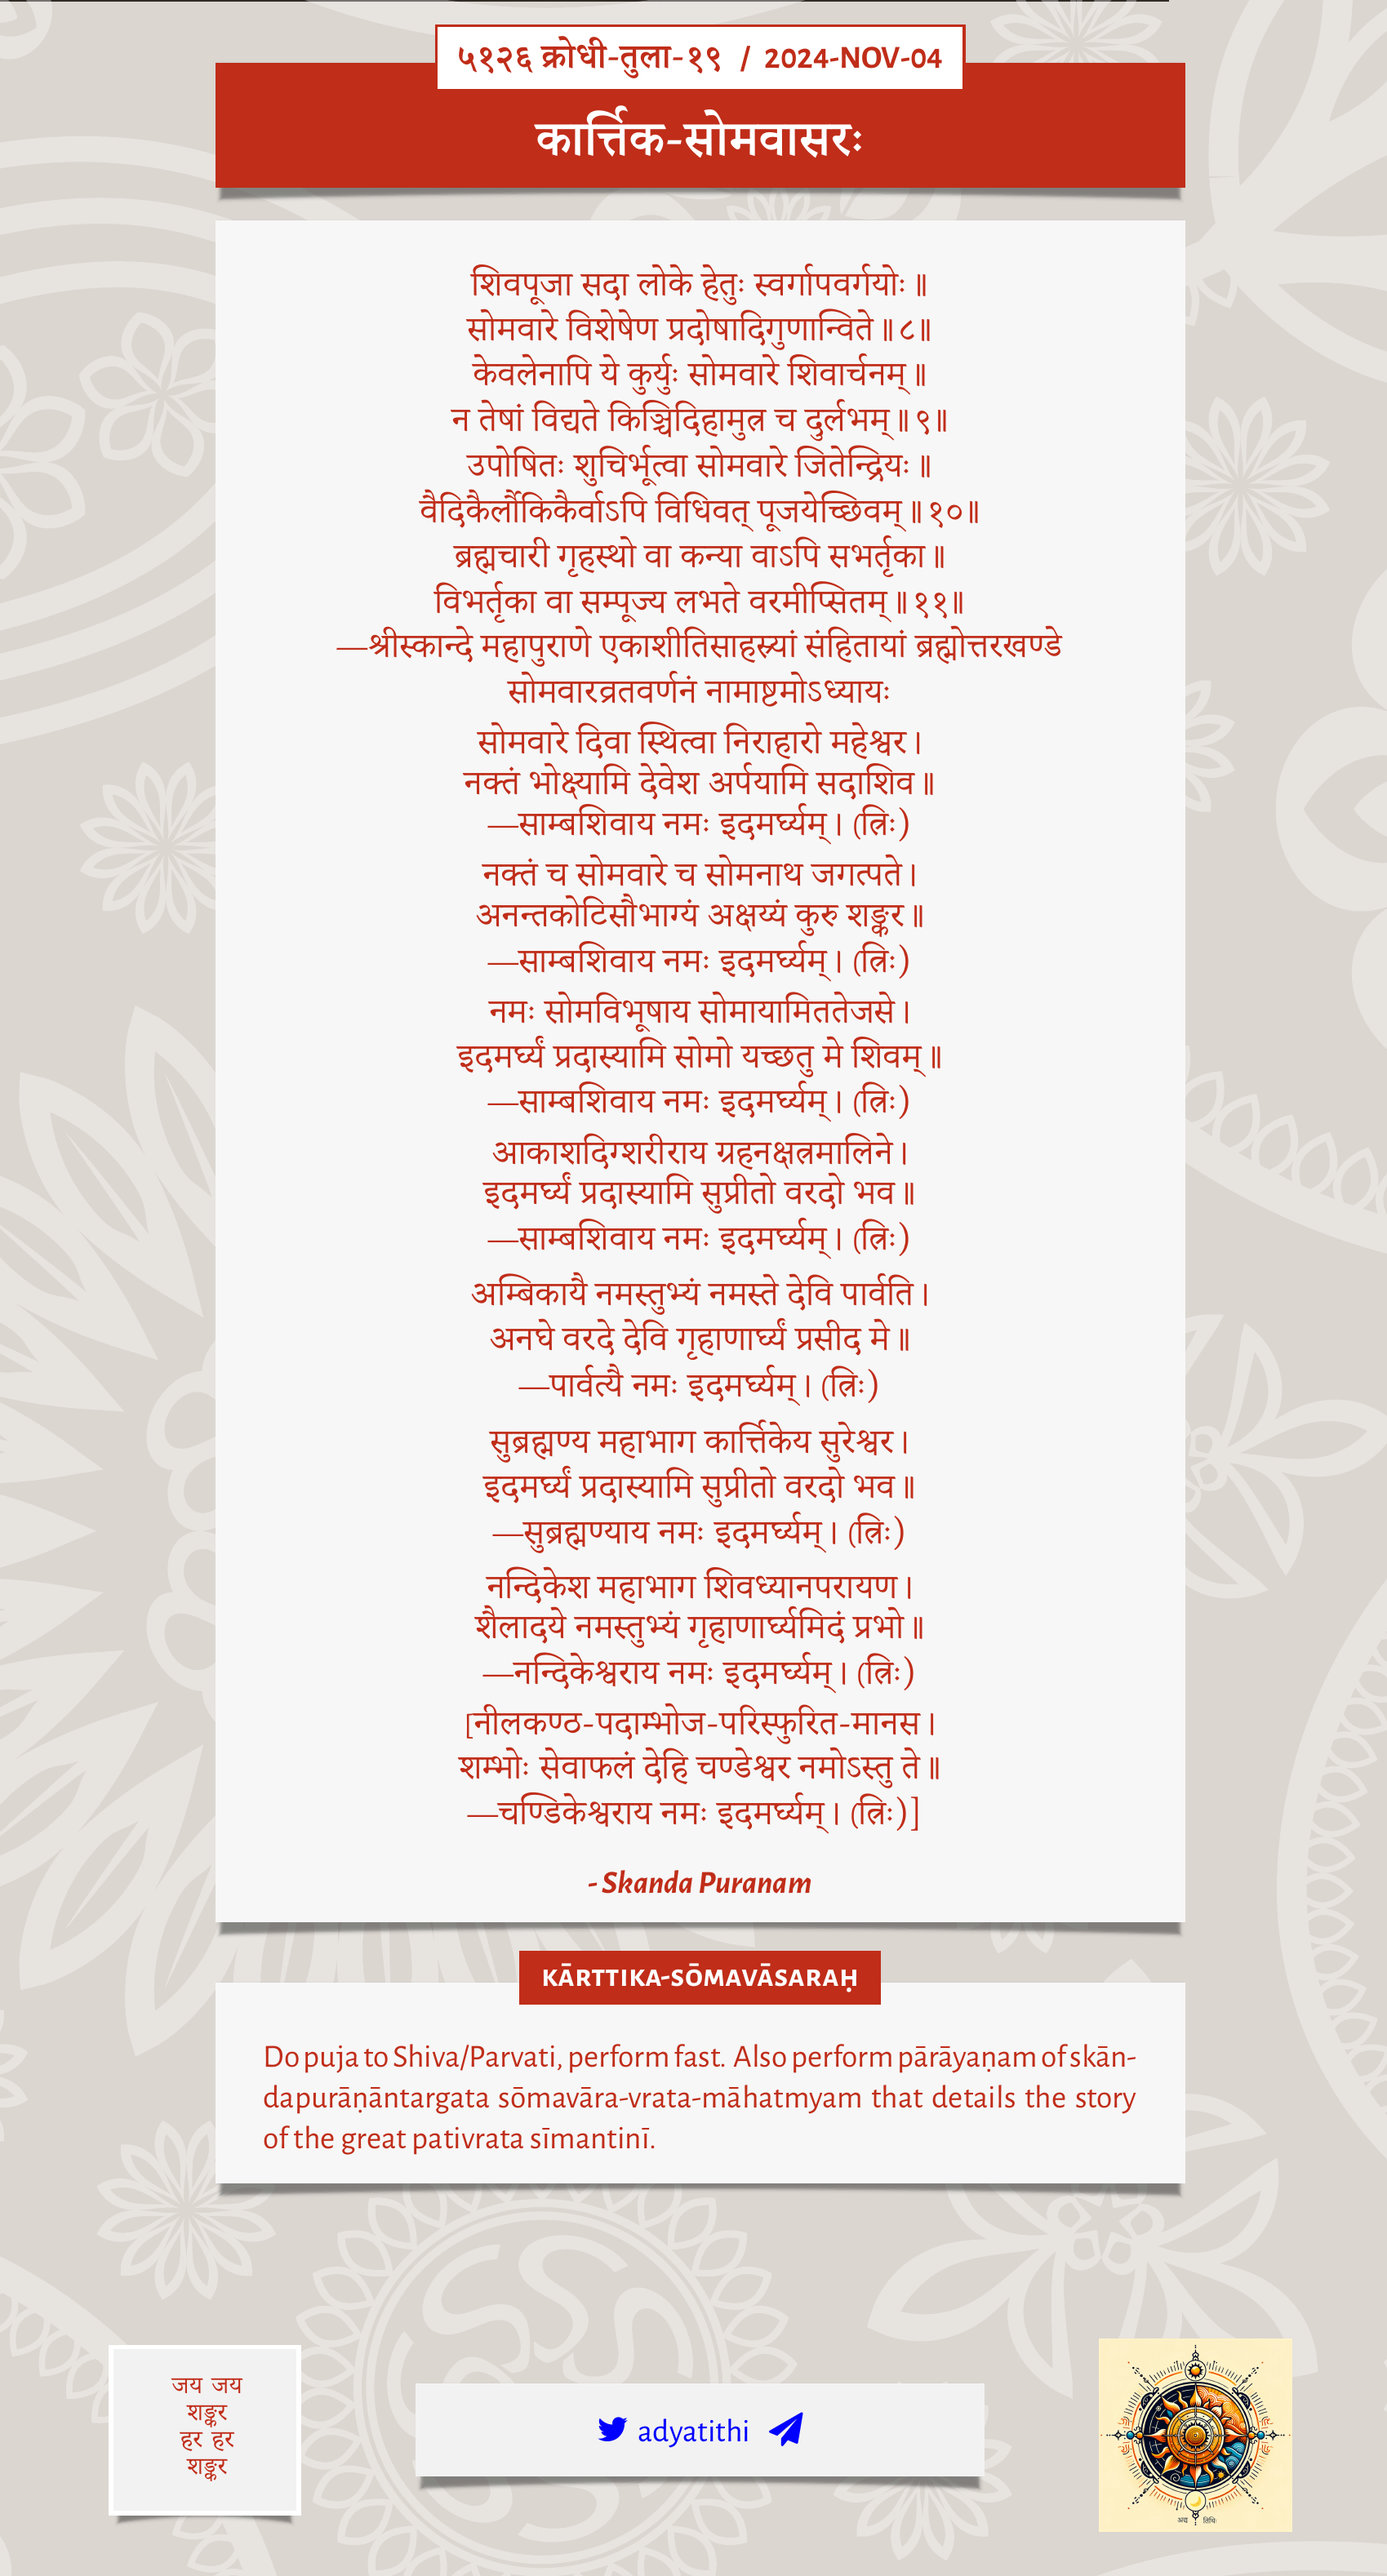 ५१२६ क्रोधी-तुला-१९ / 2024-NOV-04
कार्त्तिक-सोमवासरः
शिवपूजा सदा लोके हेतुः स्वर्गापवर्गयोः॥
सोमवारे विशेषेण प्रदोषादिगुणान्विते॥८॥
केवलेनापि ये कुर्युः सोमवारे शिवार्चनम्॥
न तेषां विद्यते किञ्चिदिहामुत्र च दुर्लभम्॥९॥
उपोषितः शुचिर्भूत्वा सोमवारे जितेन्द्रियः॥
वैदिकैर्लौकिकैर्वाऽपि विधिवत् पूजयेच्छिवम्॥१०॥
ब्रह्मचारी गृहस्थो वा कन्या वाऽपि सभर्तृका॥
विभर्तृका वा सम्पूज्य लभते वरमीप्सितम्॥११॥
—श्रीस्कान्दे महापुराणे एकाशीतिसाहस्र्यां संहितायां ब्रह्मोत्तरखण्डे
सोमवारव्रतवर्णनं नामाष्टमोऽध्यायः
सोमवारे दिवा स्थित्वा निराहारो महेश्वर।
नक्तं भोक्ष्यामि देवेश अर्पयामि सदाशिव॥
—साम्बशिवाय नमः इदमर्घ्यम्। (त्रिः)
नक्तं च सोमवारे च सोमनाथ जगत्पते।
अनन्तकोटिसौभाग्यं अक्षय्यं कुरु शङ्कर॥
—साम्बशिवाय नमः इदमर्घ्यम्। (त्रिः)
नमः सोमविभूषाय सोमायामिततेजसे।
इदमर्घ्यं प्रदास्यामि सोमो यच्छतु मे शिवम्॥
—साम्बशिवाय नमः इदमर्घ्यम्। (त्रिः)
आकाशदिग्शरीराय ग्रहनक्षत्रमालिने।
इदमर्घ्यं प्रदास्यामि सुप्रीतो वरदो भव॥
—साम्बशिवाय नमः इदमर्घ्यम्। (त्रिः)
अम्बिकायै नमस्तुभ्यं नमस्ते देवि पार्वति।
अनघे वरदे देवि गृहाणार्घ्यं प्रसीद मे॥
—पार्वत्यै नमः इदमर्घ्यम्। (त्रिः)
सुब्रह्मण्य महाभाग कार्त्तिकेय सुरेश्वर।
इदमर्घ्यं प्रदास्यामि सुप्रीतो वरदो भव॥
—सुब्रह्मण्याय नमः इदमर्घ्यम्। (त्रिः)
नन्दिकेश महाभाग शिवध्यानपरायण।
शैलादये नमस्तुभ्यं गृहाणार्घ्यमिदं प्रभो॥
—नन्दिकेश्वराय नमः इदमर्घ्यम्। (त्रिः)
[नीलकण्ठ-पदाम्भोज-परिस्फुरित-मानस।
शम्भोः सेवाफलं देहि चण्डेश्वर नमोऽस्तु ते॥
—चण्डिकेश्वराय नमः इदमर्घ्यम्। (त्रिः)]
- Skanda Puranam
KĀRTTIKA-SŌMAVĀSARAḤ
Do puja to Shiva/Parvati, perform fast. Also perform pārāyaṇam of skān-
dapurāṇāntargata sōmavāra-vrata-māhatmyam that details the story
of the great pativrata sīmantinī.
जय जय
शङ्कर
हर हर
शङ्कर
adyatithi
अद्य तिथिः